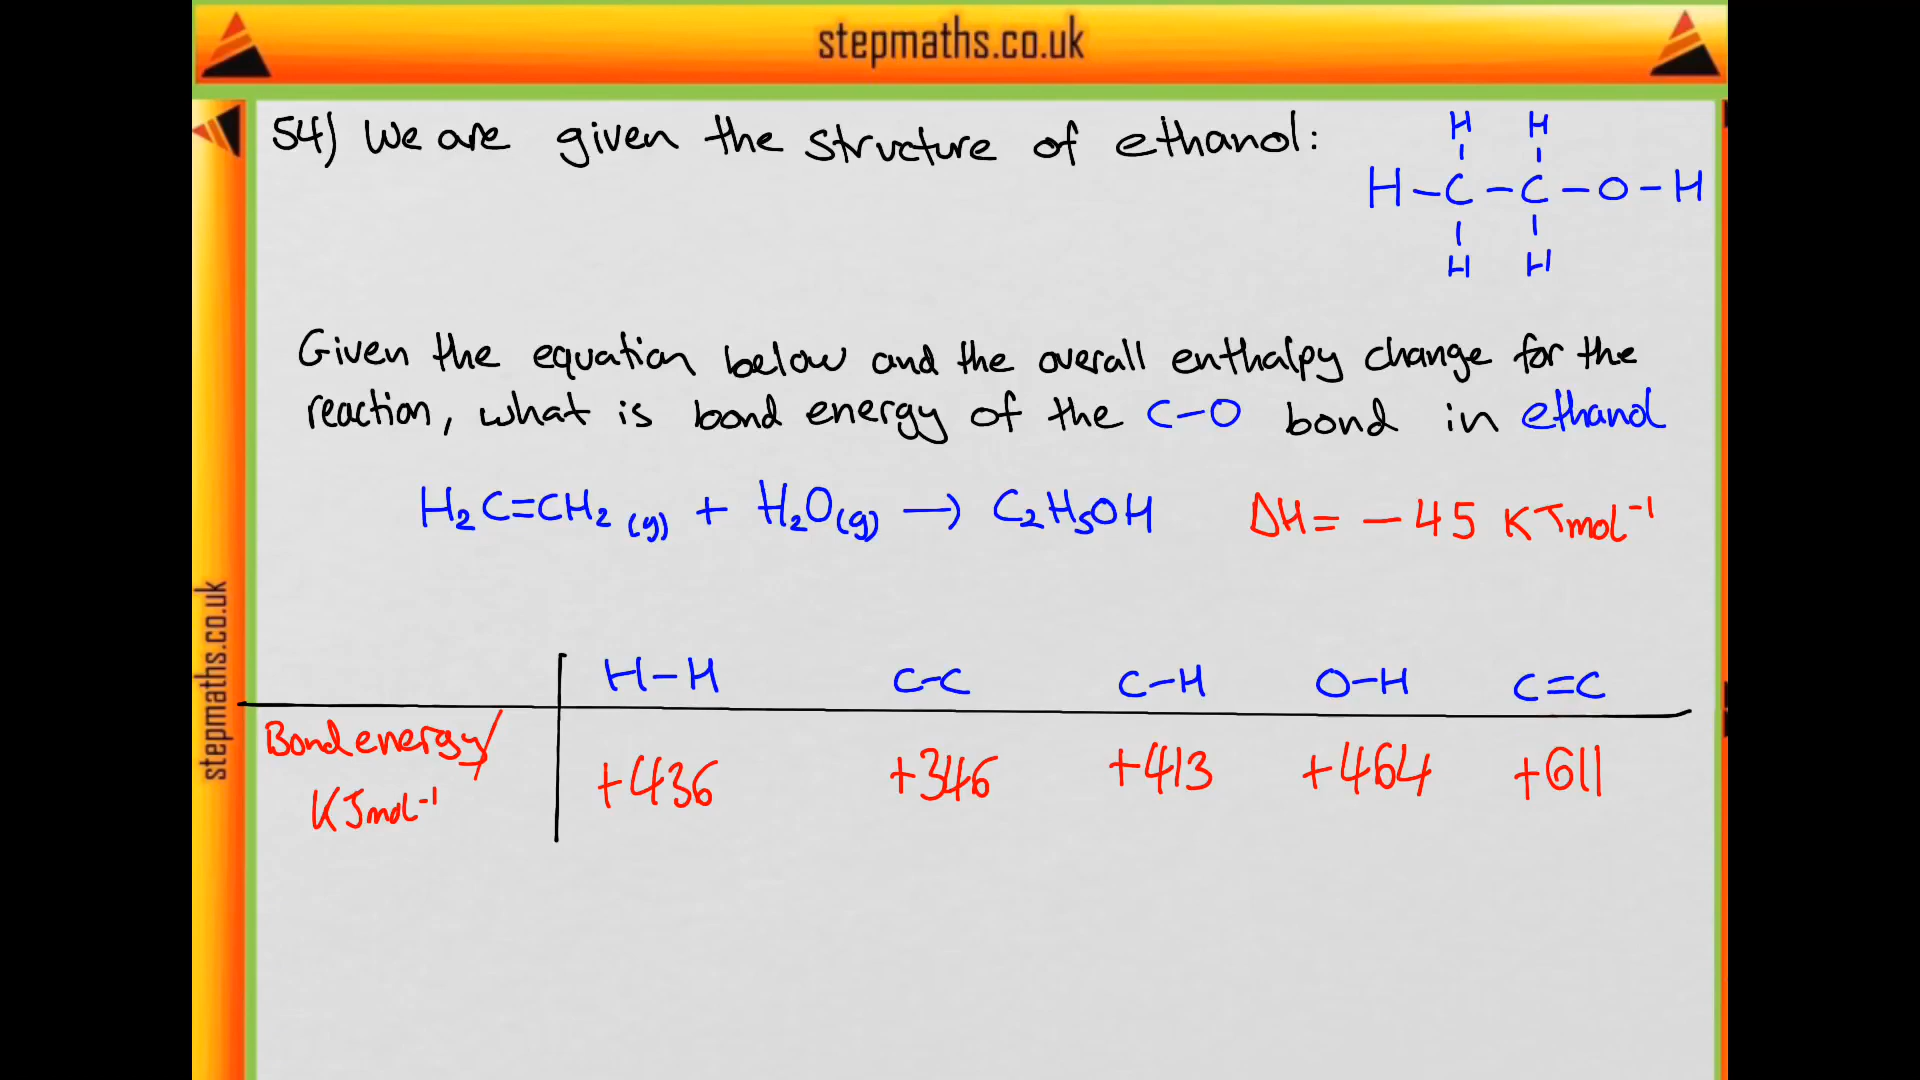 stepmaths.co.uk
54) We are given the structure of ethanol:
H H
H-C-C-O-H
H H
Given the equation below and the overall enthalpy change for the
reaction, what is bond energy of the C-O bond in ethanol
H₂C=CH₂ (g) + H₂O(g) → C₂H₅OH ΔH= -45 KJmol⁻¹
H-H C-C C-H O-H C=C
Bond energy/ +436 +346 +413 +464 +611
KJmol⁻¹
stepmaths.co.uk